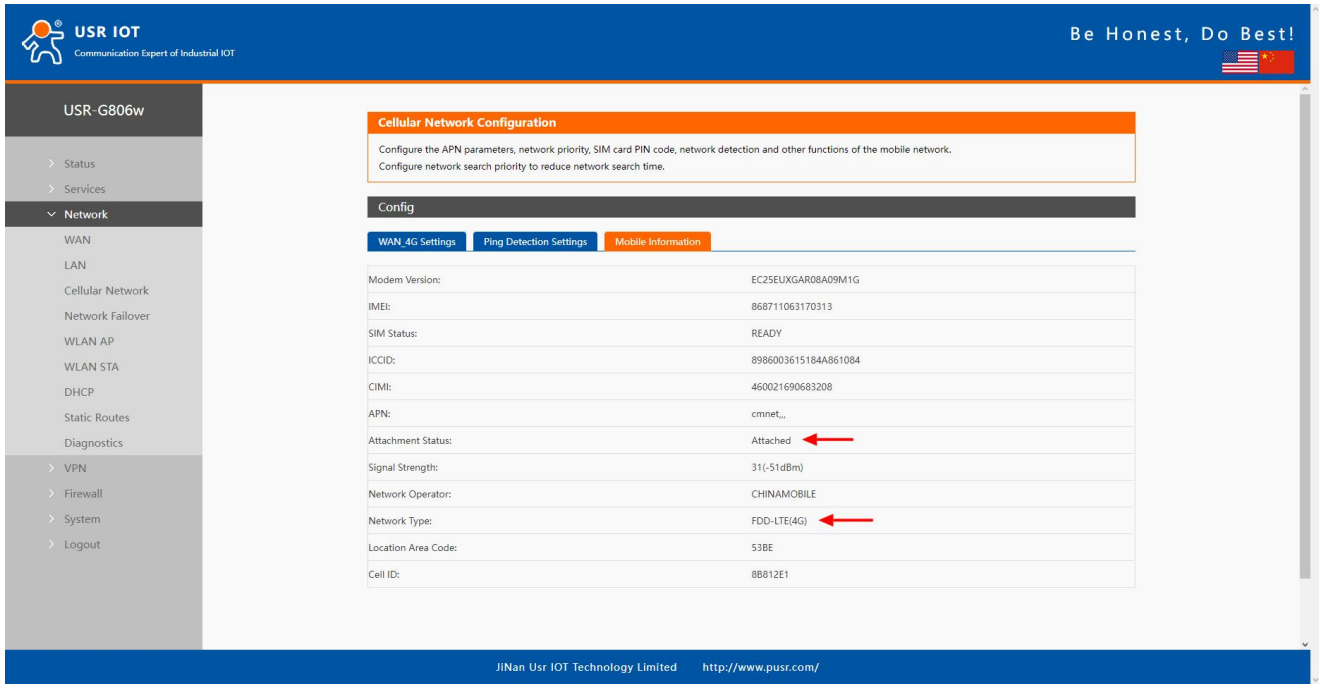 USR IOT
Communication Expert of Industrial IOT
Be Honest, Do Best!
USR-G806w
Status
Services
Network
WAN
LAN
Cellular Network
Network Failover
WLAN AP
WLAN STA
DHCP
Static Routes
Diagnostics
VPN
Firewall
System
Logout
Cellular Network Configuration
Configure the APN parameters, network priority, SIM card PIN code, network detection and other functions of the mobile network.
Configure network search priority to reduce network search time.
Config
WAN_4G Settings Ping Detection Settings Mobile Information
Modem Version: EC25EUXGAR08A09M1G
IMEI: 868711063170313
SIM Status: READY
ICCID: 8986003615184A861084
CIMI: 460021690683208
APN: cmnet,,,
Attachment Status: Attached
Signal Strength: 31(-51dBm)
Network Operator: CHINAMOBILE
Network Type: FDD-LTE(4G)
Location Area Code: 53BE
Cell ID: 8B812E1
JiNan Usr IOT Technology Limited http://www.pusr.com/